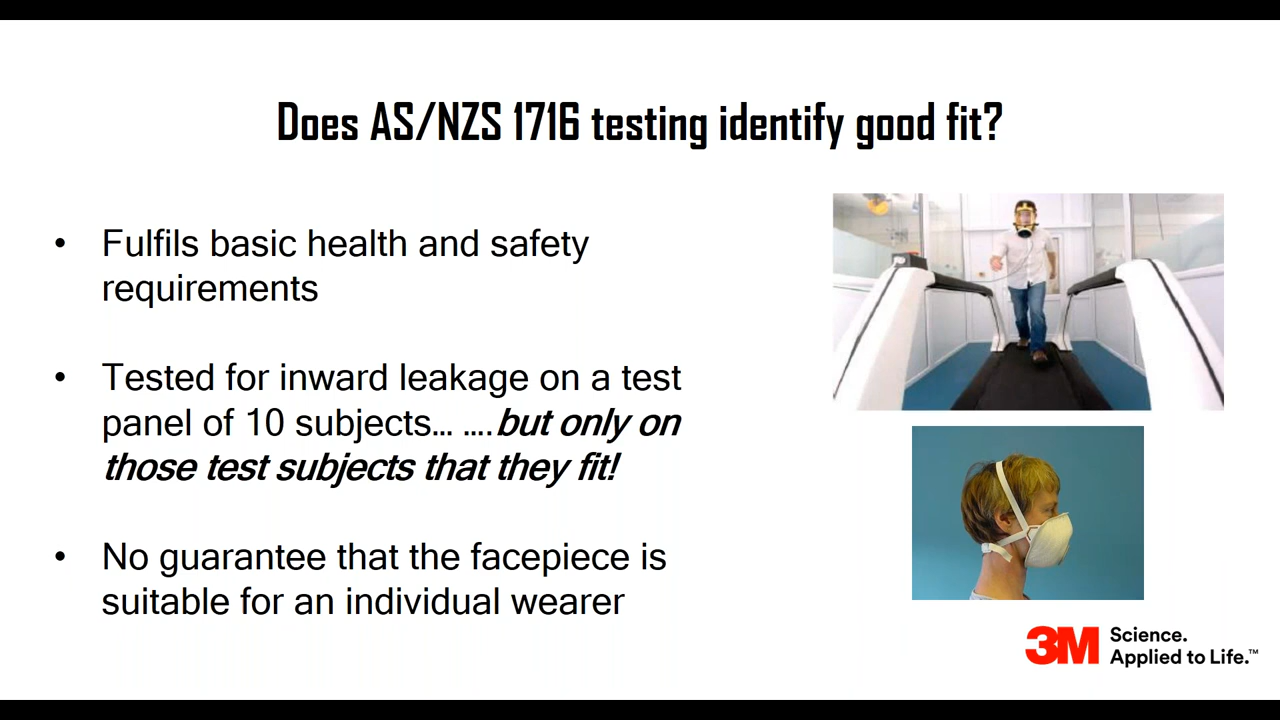 Does AS/NZS 1716 testing identify good fit?
• Fulfils basic health and safety
requirements
• Tested for inward leakage on a test
panel of 10 subjects… ….but only on
those test subjects that they fit!
• No guarantee that the facepiece is
suitable for an individual wearer
3M Science.
Applied to Life.™